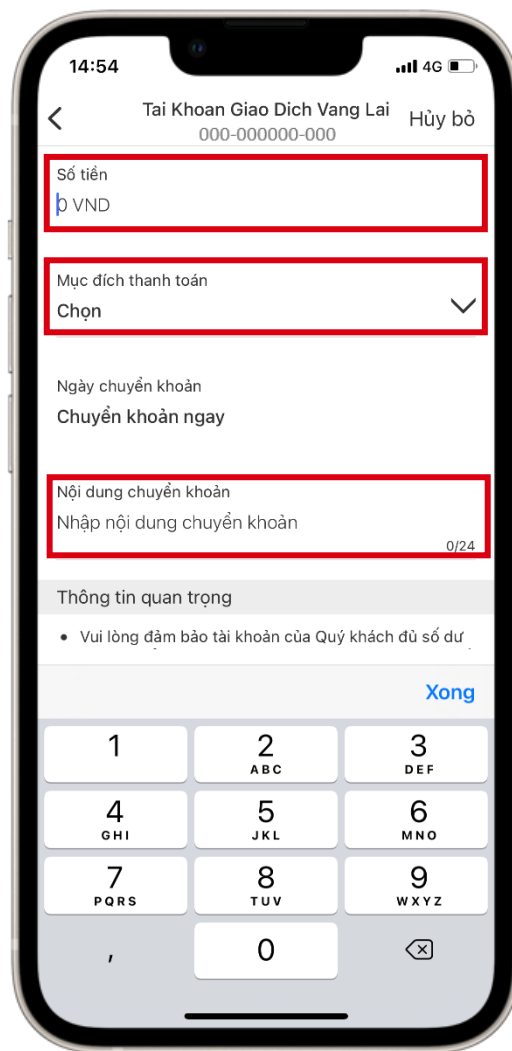 14:54
4G
Tai Khoan Giao Dich Vang Lai
000-000000-000
Hủy bỏ
Số tiền
0 VND
Mục đích thanh toán
Chọn
Ngày chuyển khoản
Chuyển khoản ngay
Nội dung chuyển khoản
Nhập nội dung chuyển khoản
0/24
Thông tin quan trọng
• Vui lòng đảm bảo tài khoản của Quý khách đủ số dư
Xong
1
2 ABC
3 DEF
4 GHI
5 JKL
6 MNO
7 PQRS
8 TUV
9 WXYZ
,
0